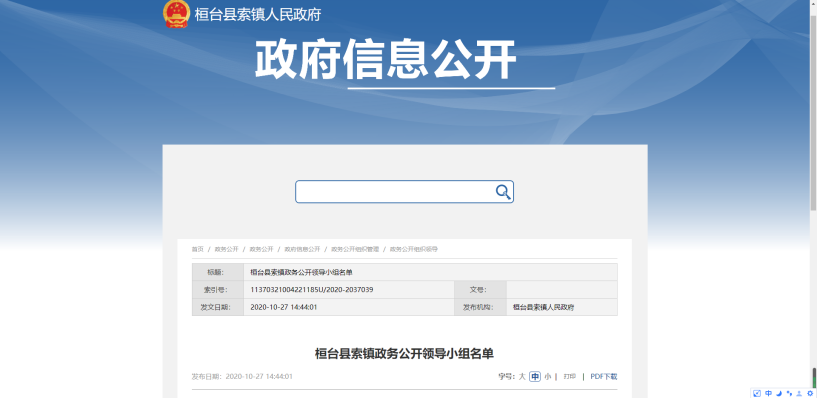 桓台县索镇人民政府
政府信息公开
首页 / 政务公开 / 政务公开 / 政府信息公开 / 政务公开组织管理 / 政务公开组织领导
标题： 桓台县索镇政务公开领导小组名单
索引号： 11370321004221185U/2020-2037039 文号：
发文日期： 2020-10-27 14:44:01 发布机构： 桓台县索镇人民政府
桓台县索镇政务公开领导小组名单
发布日期：2020-10-27 14:44:01 字号：大 中 小 | 打印 | PDF下载
中